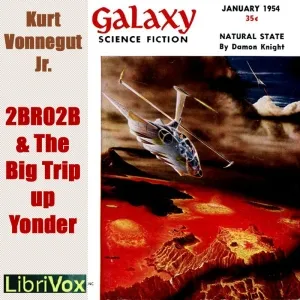 Kurt
Vonnegut
Jr.
2BR02B
& The
Big Trip
up
Yonder
LibriVox
Galaxy
SCIENCE FICTION
JANUARY 1954
35¢
NATURAL STATE
By Damon Knight